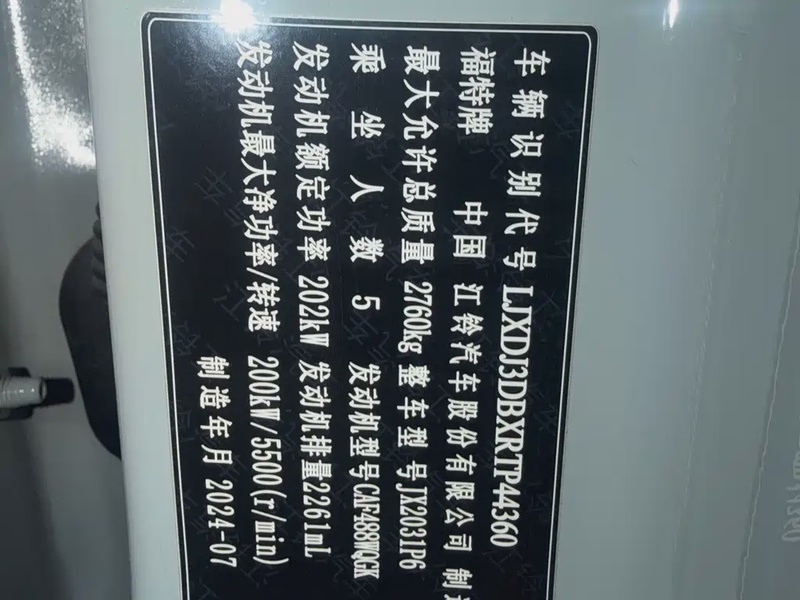 车辆识别代号 LJXDJ3DBXRTP44360
福特牌 中国 江铃汽车股份有限公司 制造
最大允许总质量 2760kg 整车型号 JX2031P6
乘坐人数 5 发动机型号 CAF488WQGK
发动机额定功率 202kW 发动机排量 2261mL
发动机最大净功率/转速 200kW/5500(r/min)
制造年月 2024-07